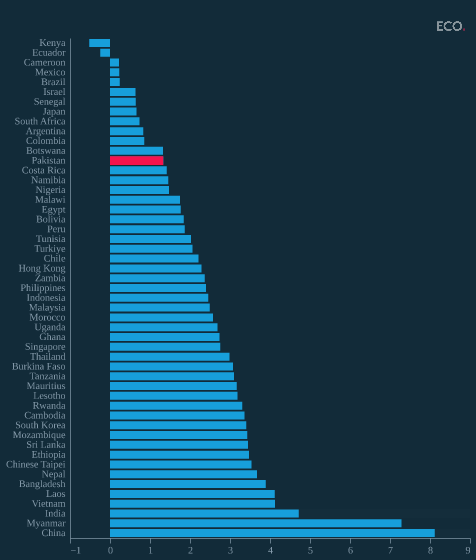 ECO.
Kenya
Ecuador
Cameroon
Mexico
Brazil
Israel
Senegal
Japan
South Africa
Argentina
Colombia
Botswana
Pakistan
Costa Rica
Namibia
Nigeria
Malawi
Egypt
Bolivia
Peru
Tunisia
Turkiye
Chile
Hong Kong
Zambia
Philippines
Indonesia
Malaysia
Morocco
Uganda
Ghana
Singapore
Thailand
Burkina Faso
Tanzania
Mauritius
Lesotho
Rwanda
Cambodia
South Korea
Mozambique
Sri Lanka
Ethiopia
Chinese Taipei
Nepal
Bangladesh
Laos
Vietnam
India
Myanmar
China
−1 0 1 2 3 4 5 6 7 8 9